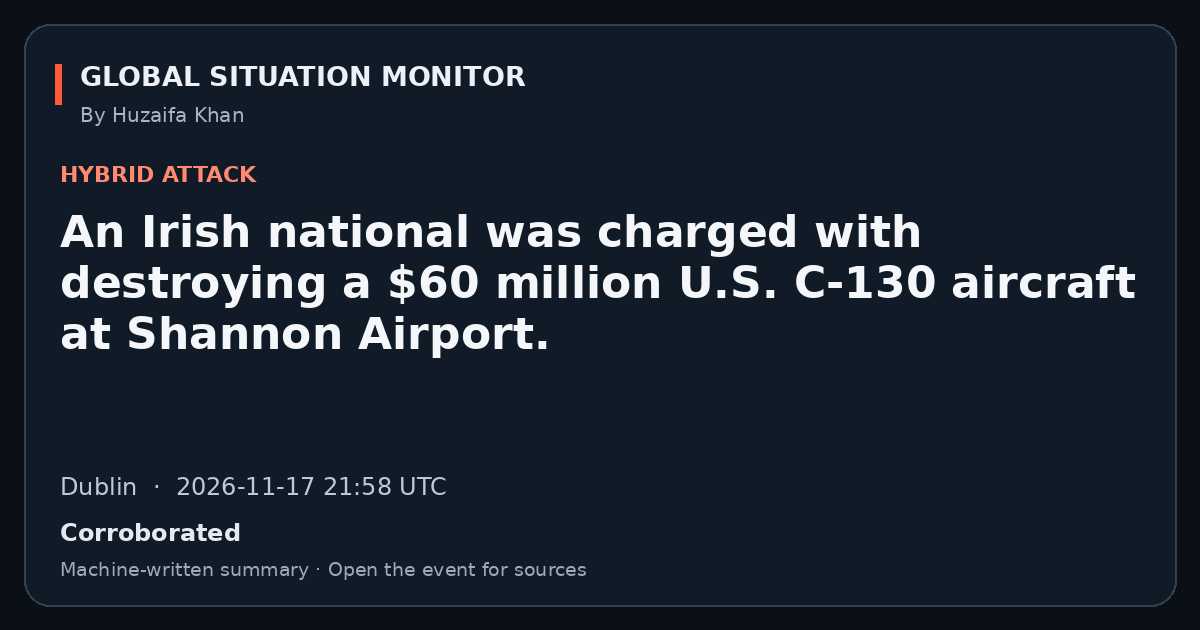 GLOBAL SITUATION MONITOR
By Huzaifa Khan
HYBRID ATTACK
An Irish national was charged with
destroying a $60 million U.S. C-130 aircraft
at Shannon Airport.
Dublin · 2026-11-17 21:58 UTC
Corroborated
Machine-written summary · Open the event for sources